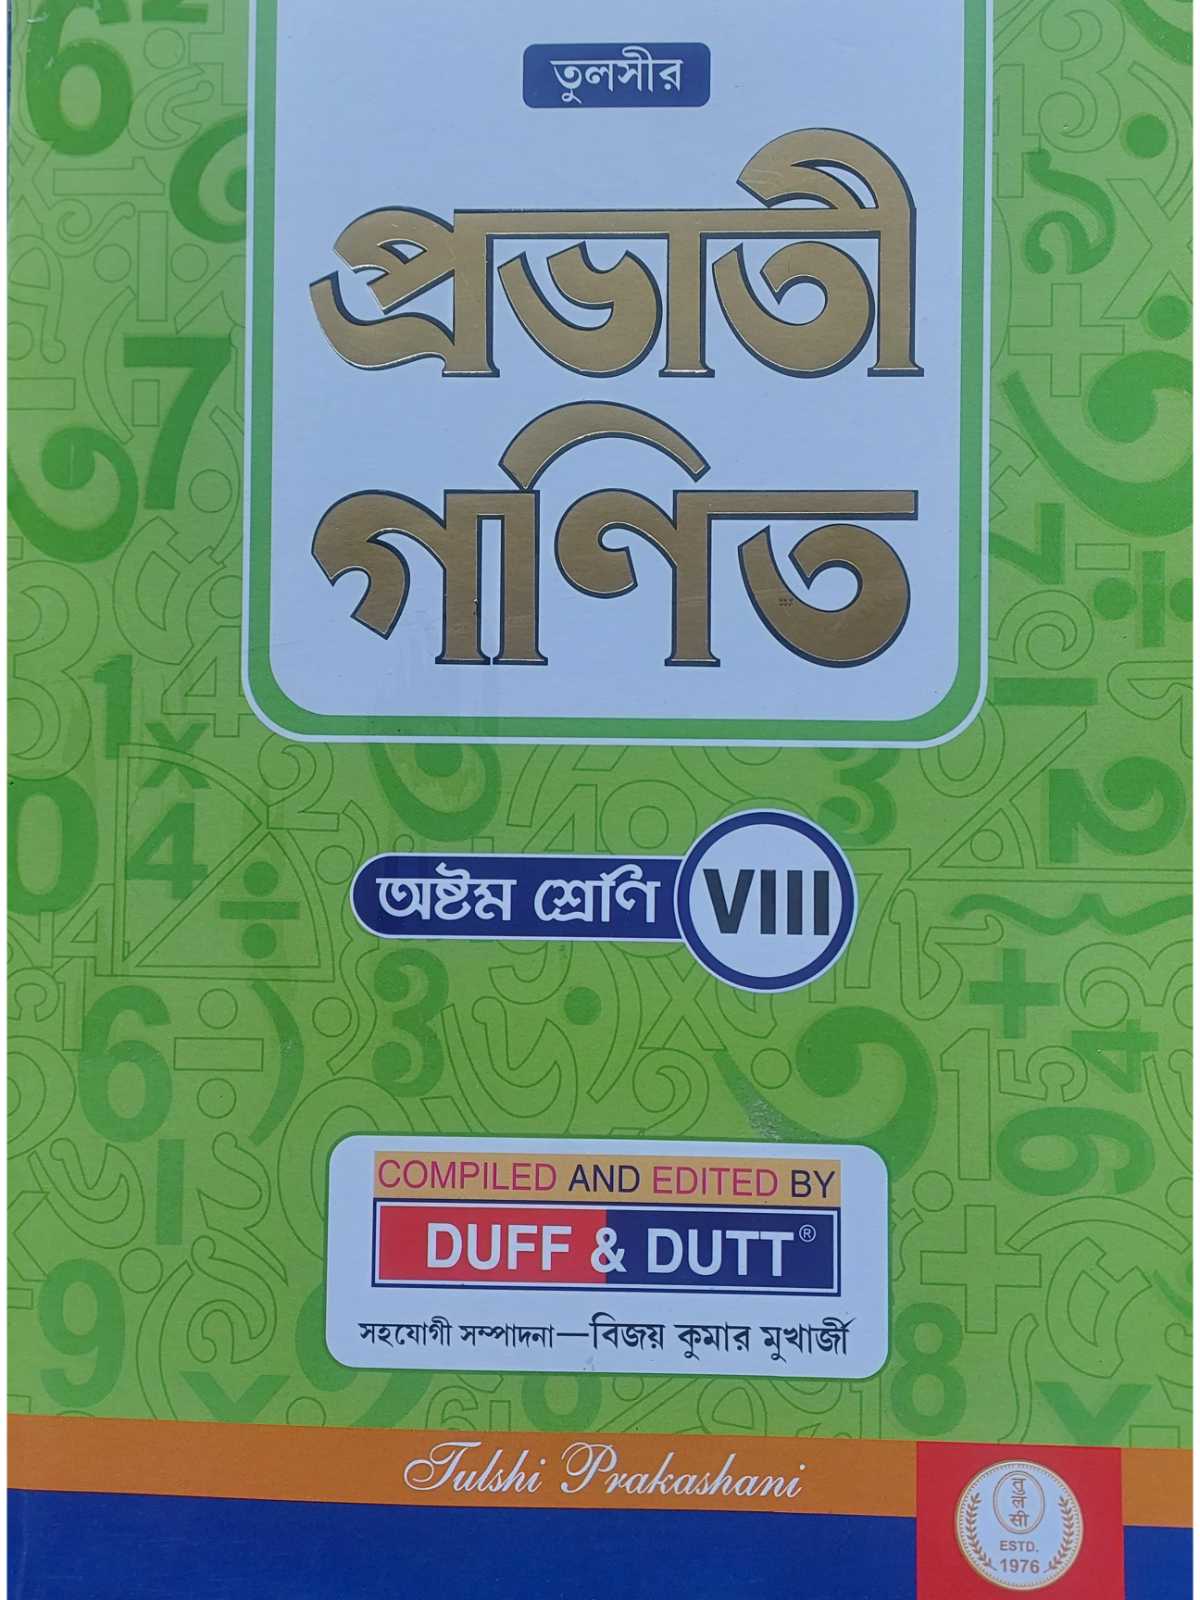 তুলসীর
প্রভাতী
গণিত
অষ্টম শ্রেণি VIII
COMPILED AND EDITED BY
DUFF & DUTT®
সহযোগী সম্পাদনা—বিজয় কুমার মুখার্জী
Tulshi Prakashani
তুলসী
ESTD.
1976